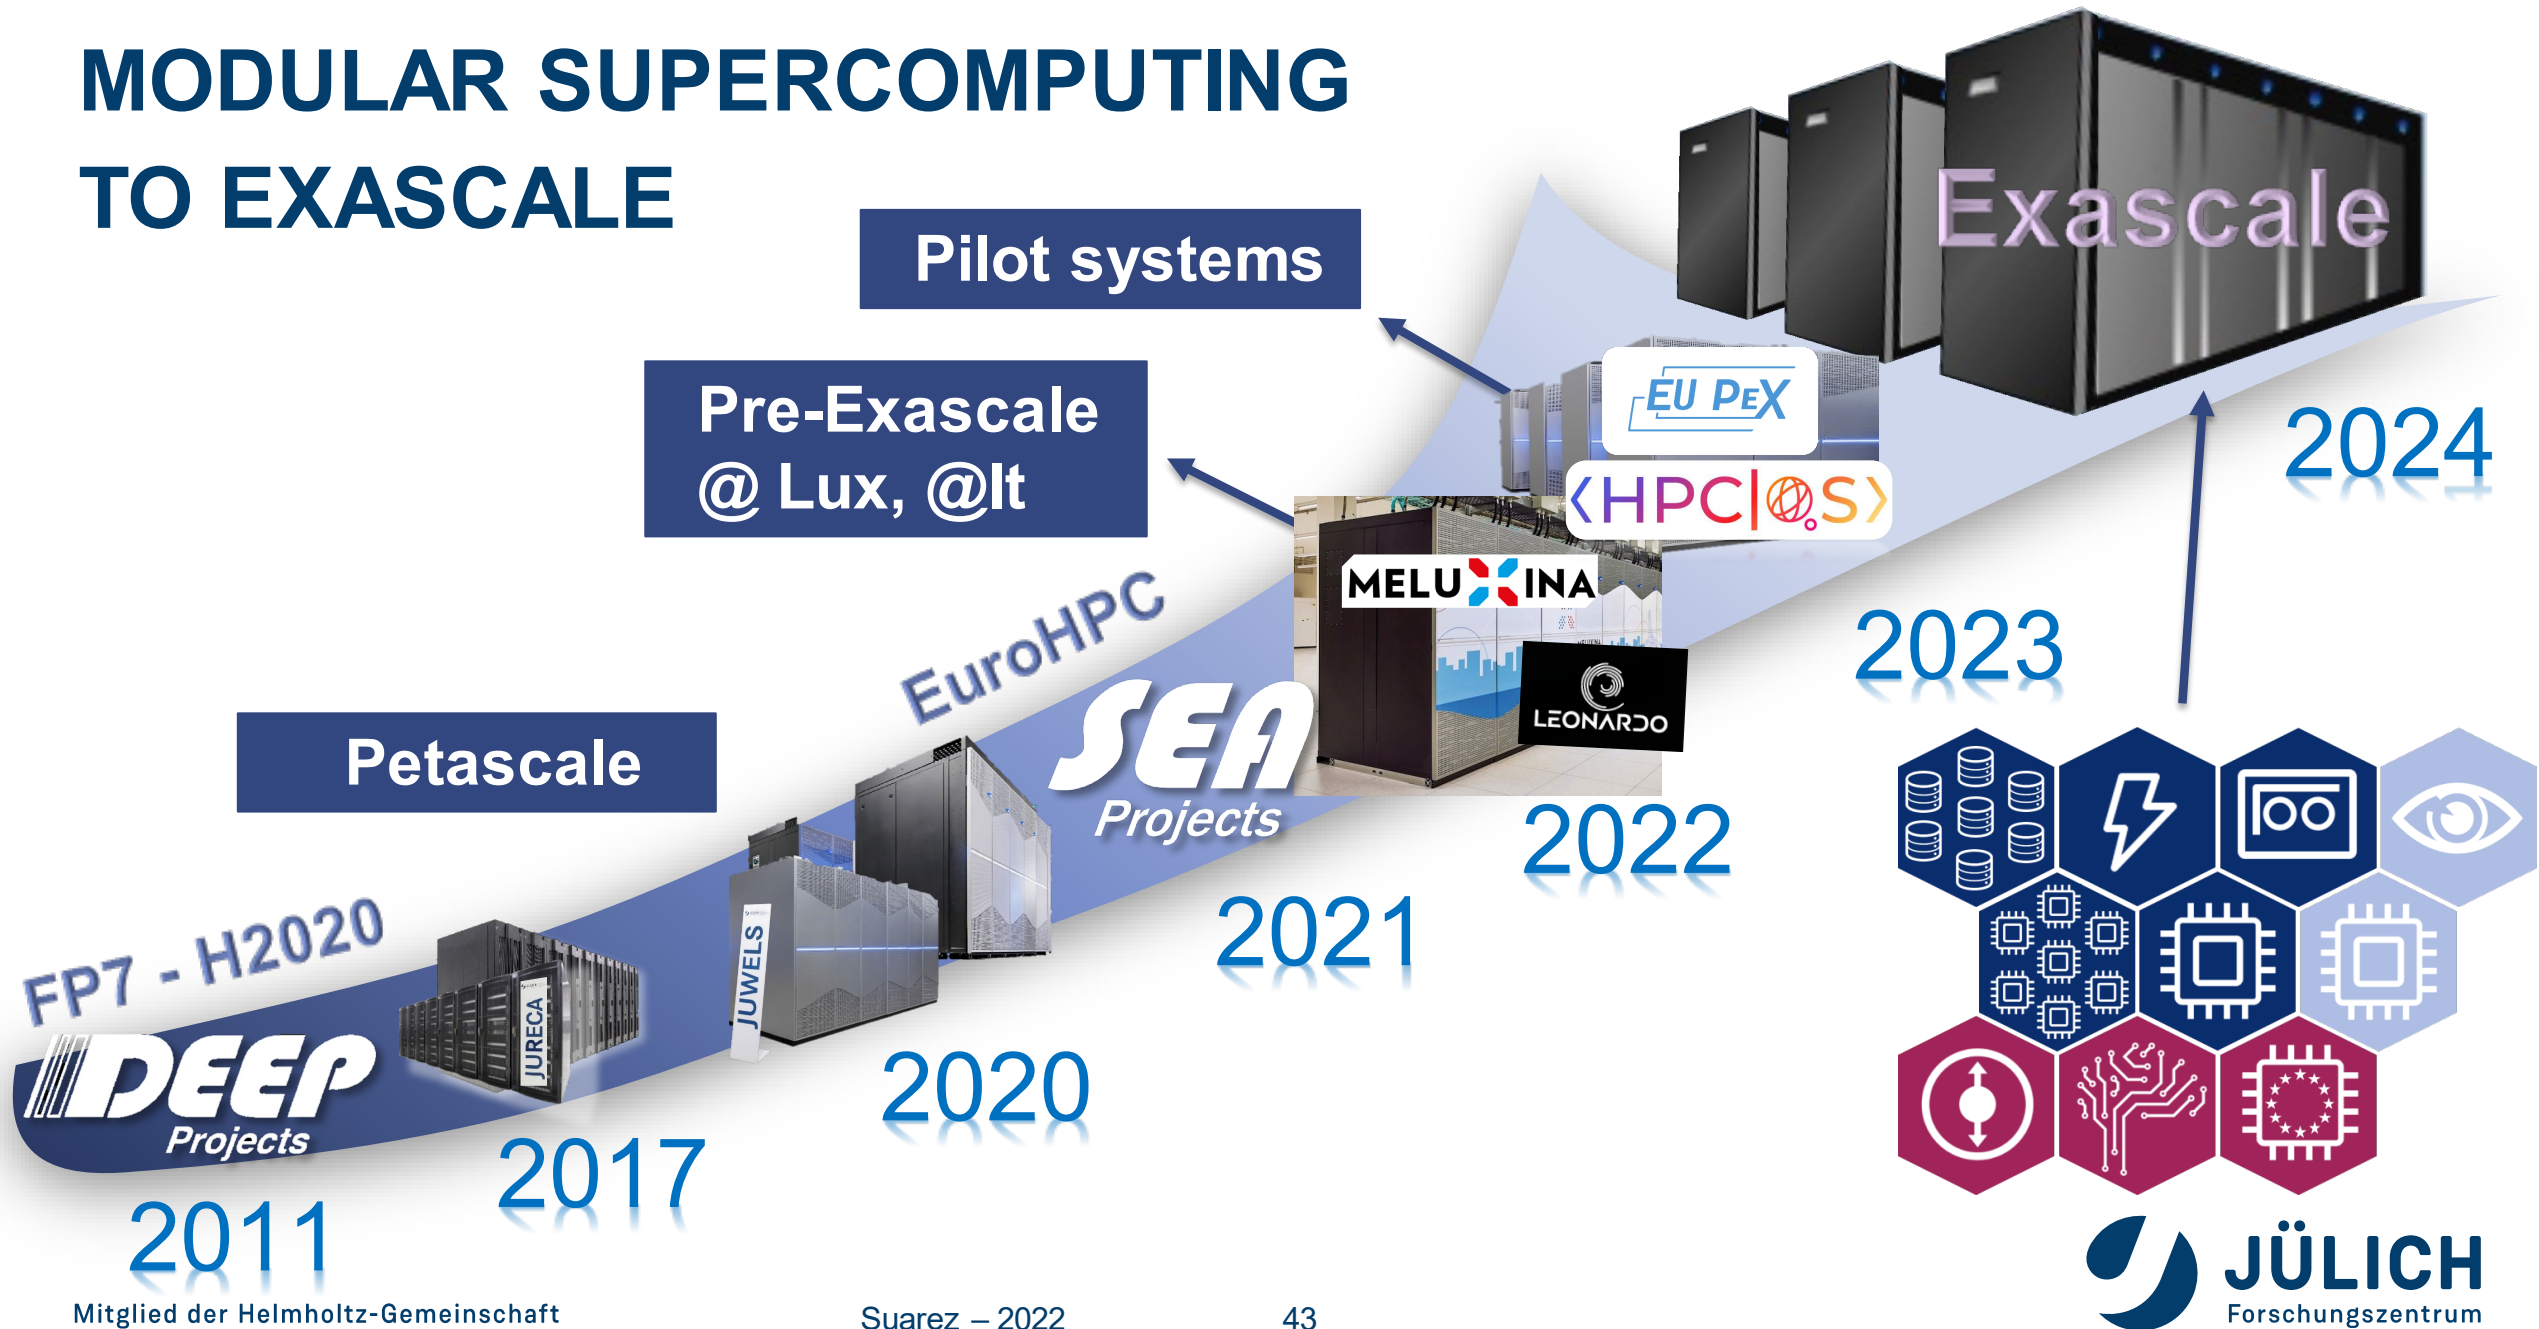 MODULAR SUPERCOMPUTING
TO EXASCALE
Exascale
Pilot systems
EU PEX
Pre-Exascale
@ Lux, @It
<HPC|QS>
2024
MELUXINA
EuroHPC
2023
SEA
Projects
LEONARDO
Petascale
2022
JUWELS
2021
FP7 - H2020
JURECA
DEEP
Projects
2020
2017
2011
JÜLICH
Forschungszentrum
Mitglied der Helmholtz-Gemeinschaft
Suarez – 2022
43